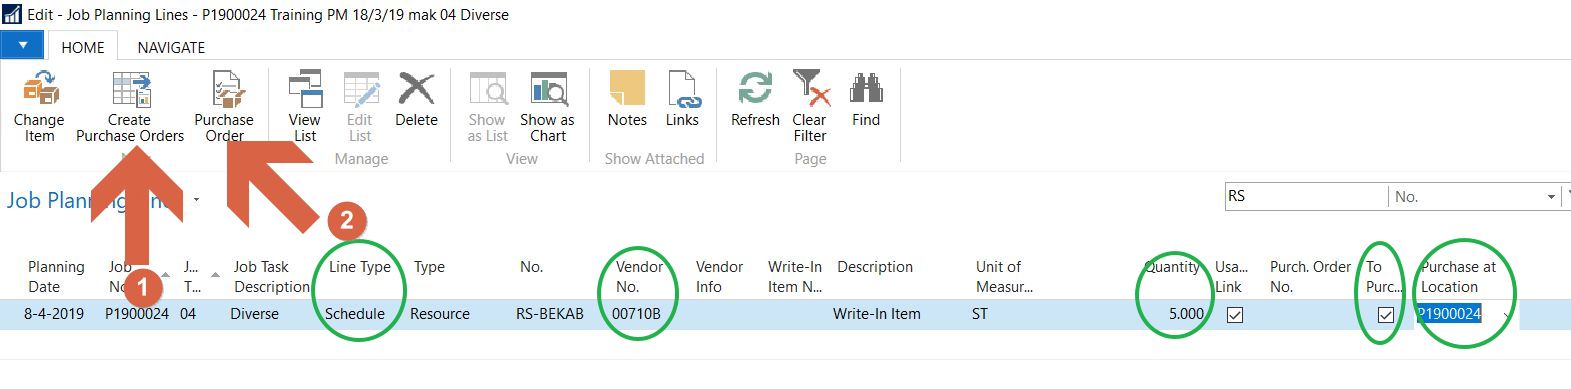 Edit - Job Planning Lines - P1900024 Training PM 18/3/19 mak 04 Diverse
HOME NAVIGATE
Change Item
Create Purchase Orders
Purchase Order
View List
Edit List
Delete
Show as List
Show as Chart
Notes
Links
Refresh
Clear Filter
Find
Manage
View
Show Attached
Page
1
2
RS No.
Planning Date
Job
J... T...
Job Task Description
Line Type
Type
No.
Vendor No.
Vendor Info
Write-In Item N...
Description
Unit of Measur...
Quantity
Usa... Link
Purch. Order No.
To Purc...
Purchase at Location
8-4-2019 P1900024 04 Diverse Schedule Resource RS-BEKAB 00710B Write-In Item ST 5.000 P1900024